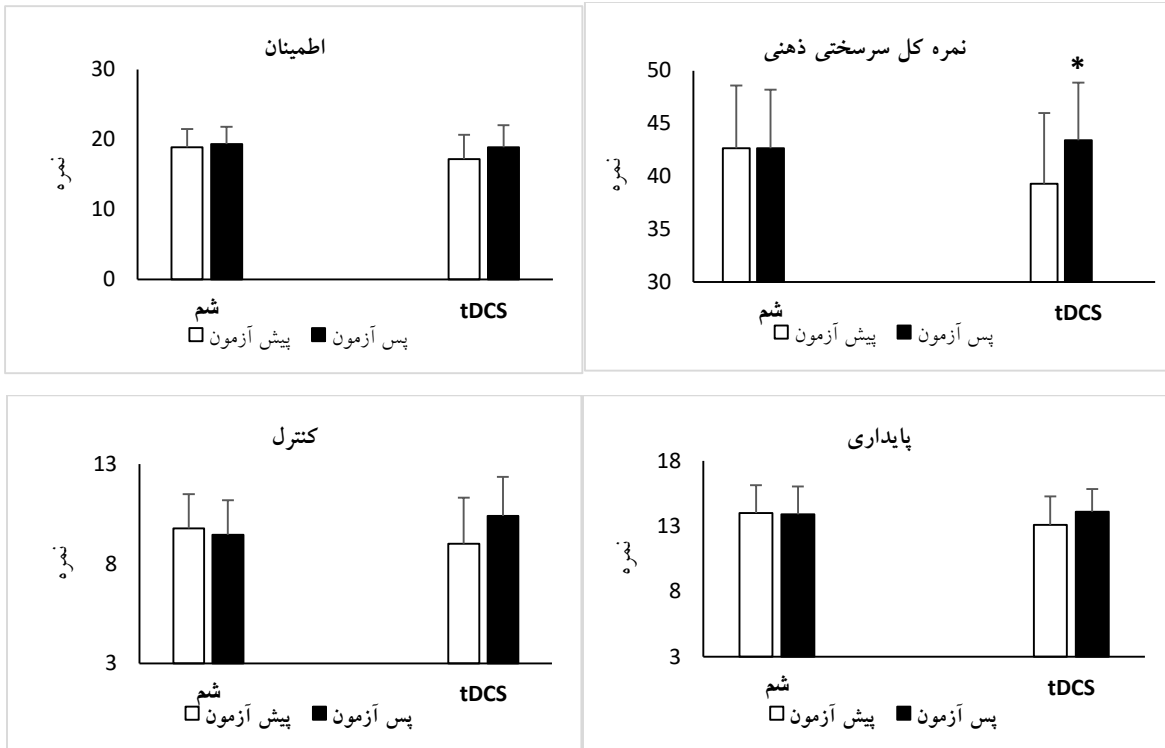 نمره کل سرسختی ذهنی
50
45
40
35
30
نمره
*
شم
tDCS
پیش آزمون
پس آزمون
اطمینان
30
20
10
0
نمره
شم
tDCS
پیش آزمون
پس آزمون
پایداری
18
13
8
3
نمره
شم
tDCS
پیش آزمون
پس آزمون
کنترل
13
8
3
نمره
شم
tDCS
پیش آزمون
پس آزمون